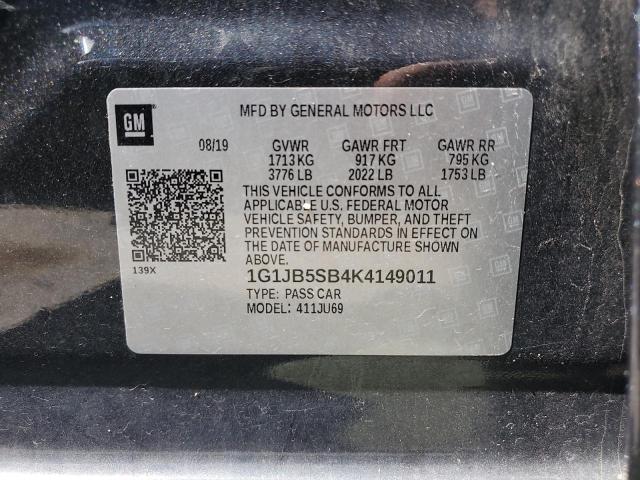 GM
MFD BY GENERAL MOTORS LLC
08/19 GVWR GAWR FRT GAWR RR
1713 KG 917 KG 795 KG
3776 LB 2022 LB 1753 LB
THIS VEHICLE CONFORMS TO ALL
APPLICABLE U.S. FEDERAL MOTOR
VEHICLE SAFETY, BUMPER, AND THEFT
PREVENTION STANDARDS IN EFFECT ON
THE DATE OF MANUFACTURE SHOWN
ABOVE.
139X
1G1JB5SB4K4149011
TYPE: PASS CAR
MODEL: 411JU69